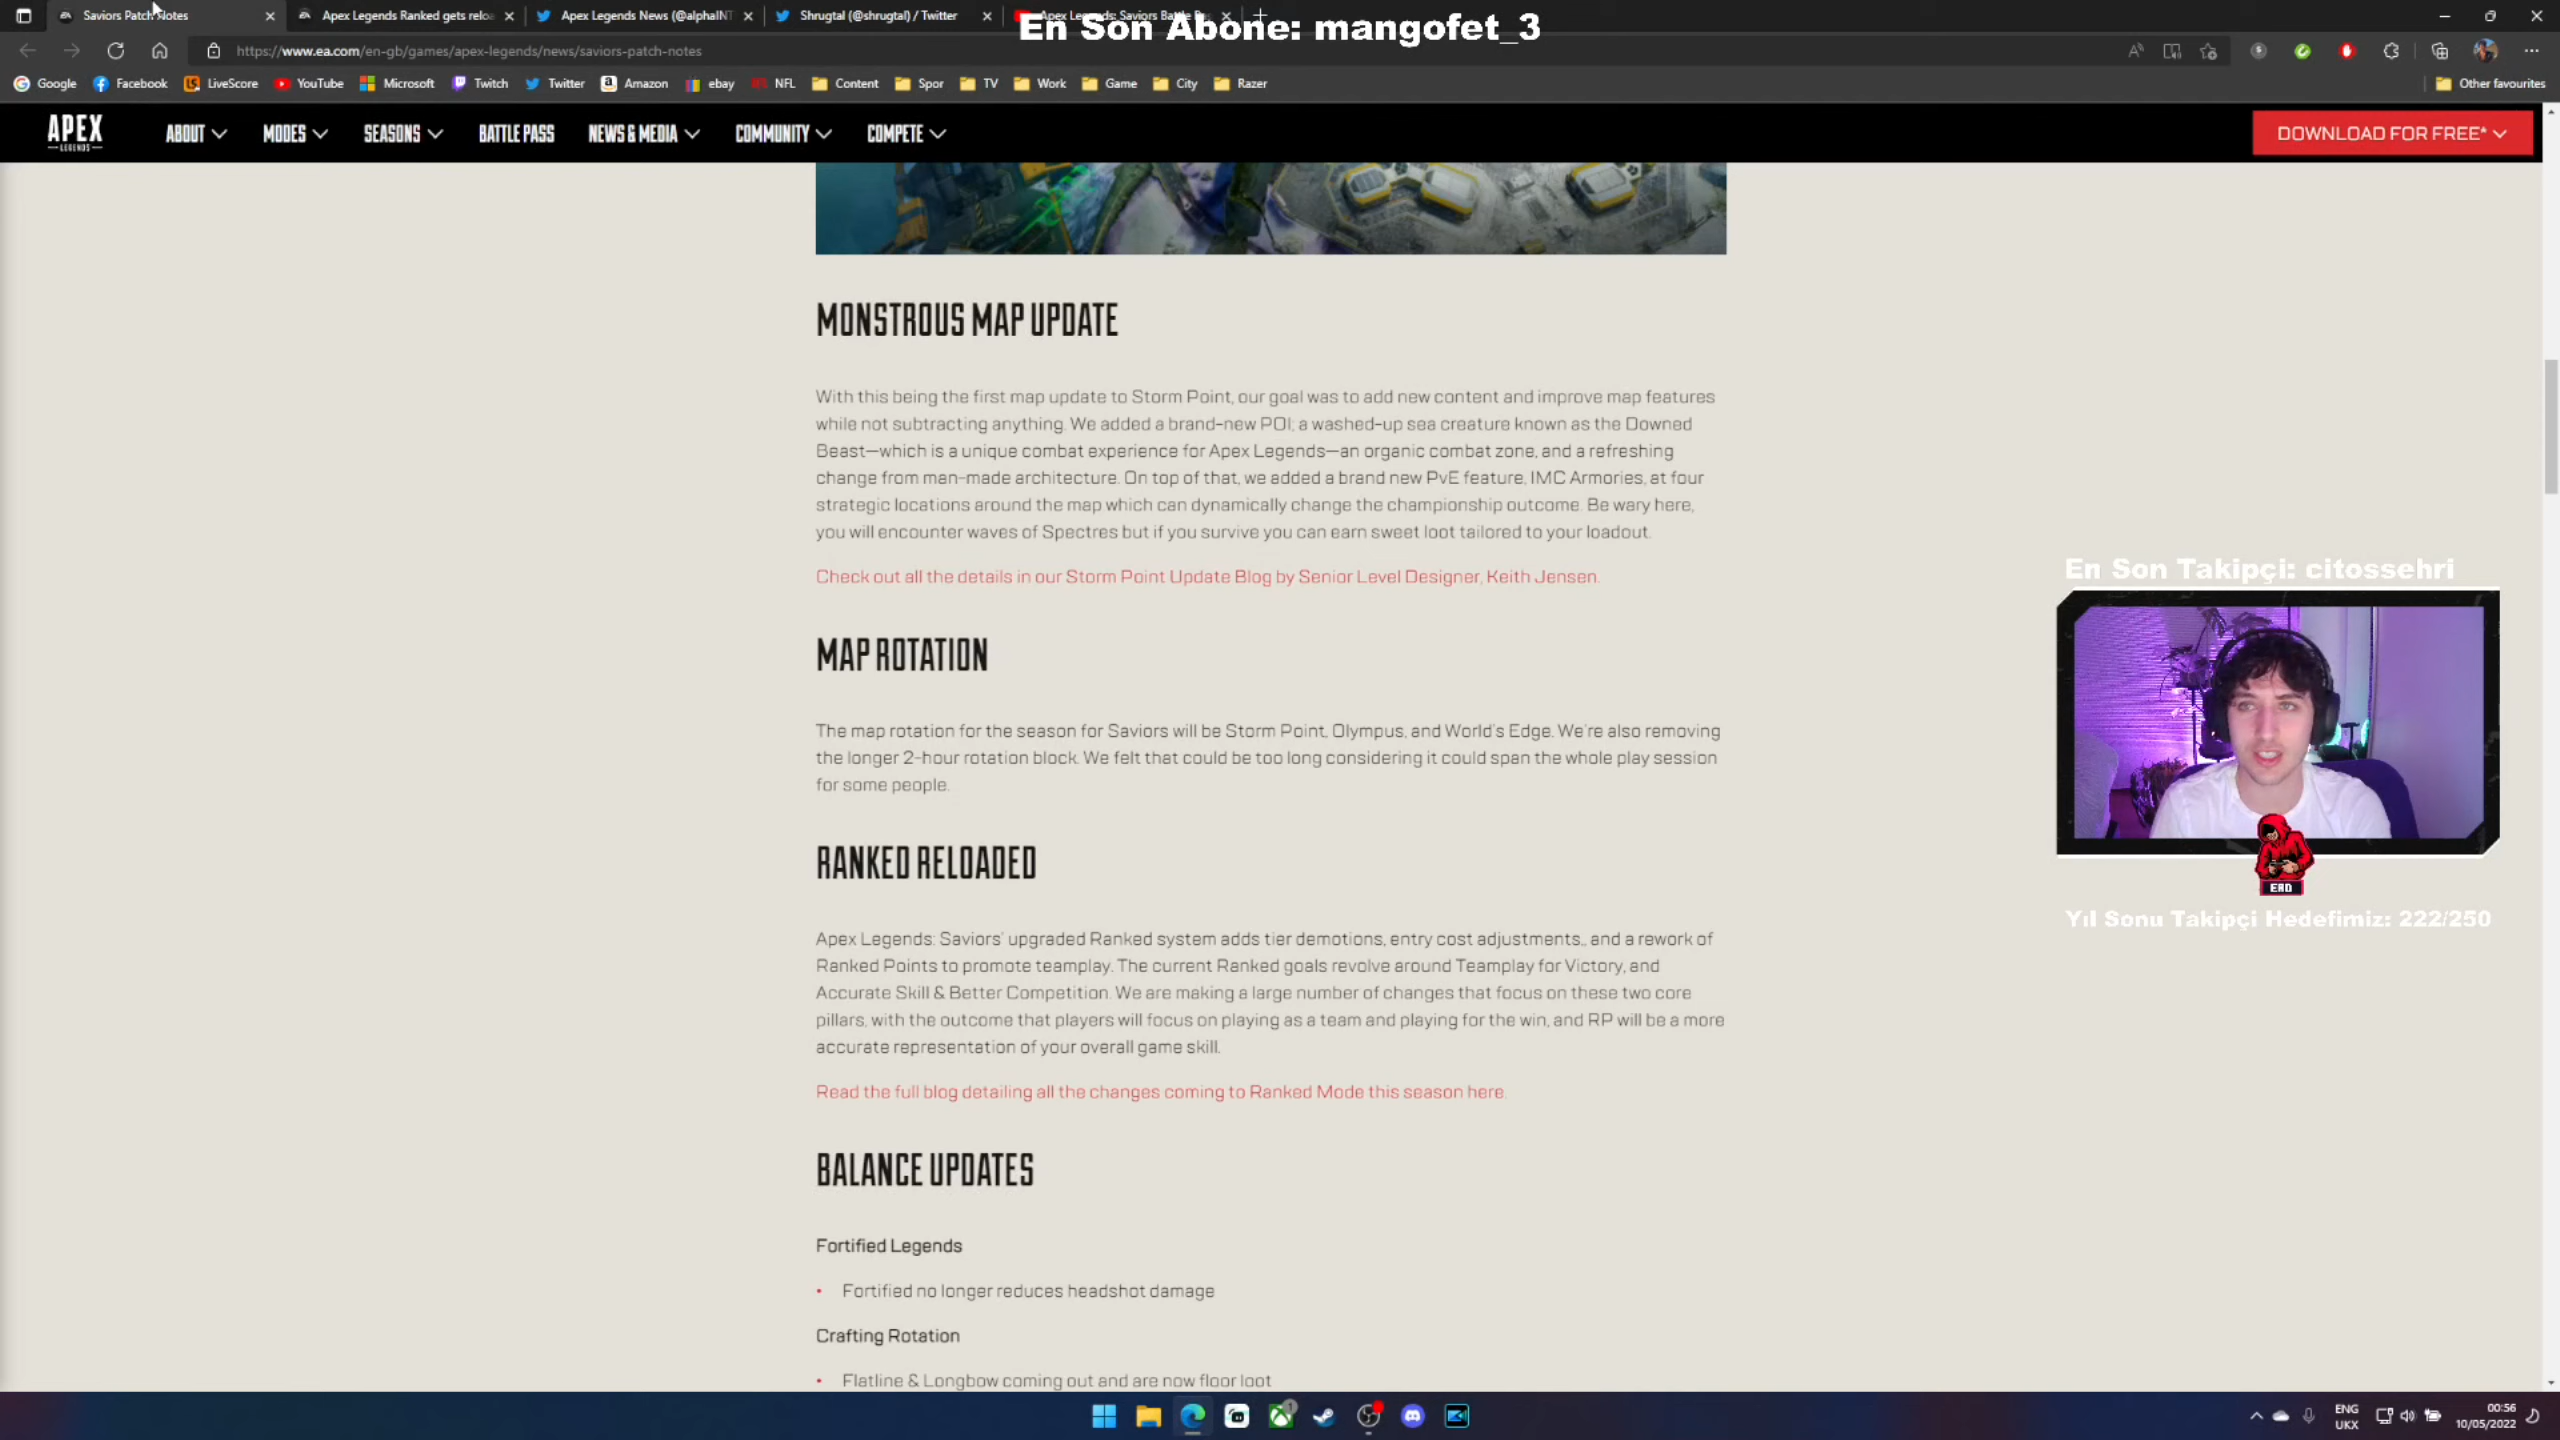 Saviors Patch Notes
Apex Legends Ranked gets relo
Apex Legends News (@alphaINT
Shrugtal (@shrugtal) / Twitter
Apex Legends: Saviors Battle
En Son Abone: mangofet_3
https://www.ea.com/en-gb/games/apex-legends/news/saviors-patch-notes
Google Facebook LiveScore YouTube Microsoft Twitch Twitter Amazon ebay NFL Content Spor TV Work Game City Razer Other favourites
APEX
LEGENDS
ABOUT MODES SEASONS BATTLE PASS NEWS & MEDIA COMMUNITY COMPETE DOWNLOAD FOR FREE*
MONSTROUS MAP UPDATE
With this being the first map update to Storm Point, our goal was to add new content and improve map features
while not subtracting anything. We added a brand-new POI; a washed-up sea creature known as the Downed
Beast—which is a unique combat experience for Apex Legends—an organic combat zone, and a refreshing
change from man-made architecture. On top of that, we added a brand new PvE feature, IMC Armories, at four
strategic locations around the map which can dynamically change the championship outcome. Be wary here,
you will encounter waves of Spectres but if you survive you can earn sweet loot tailored to your loadout.
Check out all the details in our Storm Point Update Blog by Senior Level Designer, Keith Jensen.
MAP ROTATION
The map rotation for the season for Saviors will be Storm Point, Olympus, and World's Edge. We're also removing
the longer 2-hour rotation block. We felt that could be too long considering it could span the whole play session
for some people.
RANKED RELOADED
Apex Legends: Saviors' upgraded Ranked system adds tier demotions, entry cost adjustments,, and a rework of
Ranked Points to promote teamplay. The current Ranked goals revolve around Teamplay for Victory, and
Accurate Skill & Better Competition. We are making a large number of changes that focus on these two core
pillars, with the outcome that players will focus on playing as a team and playing for the win, and RP will be a more
accurate representation of your overall game skill.
Read the full blog detailing all the changes coming to Ranked Mode this season here.
BALANCE UPDATES
Fortified Legends
• Fortified no longer reduces headshot damage
Crafting Rotation
• Flatline & Longbow coming out and are now floor loot
En Son Takipçi: citossehri
ERD
Yıl Sonu Takipçi Hedefimiz: 222/250
ENG
UKX
00:56
10/05/2022